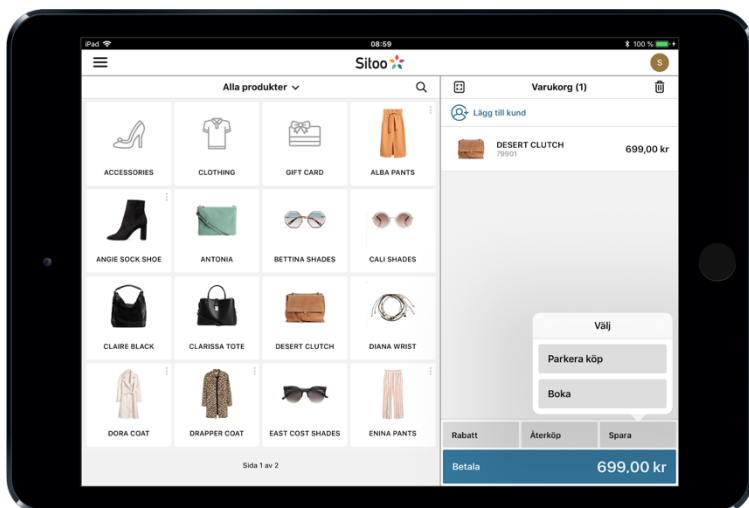 iPad
08:59
100 %
Sitoo
S
Alla produkter
Varukorg (1)
Lägg till kund
DESERT CLUTCH
79901
699,00 kr
ACCESSORIES
CLOTHING
GIFT CARD
ALBA PANTS
ANGIE SOCK SHOE
ANTONIA
BETTINA SHADES
CALI SHADES
CLAIRE BLACK
CLARISSA TOTE
DESERT CLUTCH
DIANA WRIST
DORA COAT
DRAPPER COAT
EAST COST SHADES
ENINA PANTS
Sida 1 av 2
Välj
Parkera köp
Boka
Rabatt
Återköp
Spara
Betala
699,00 kr